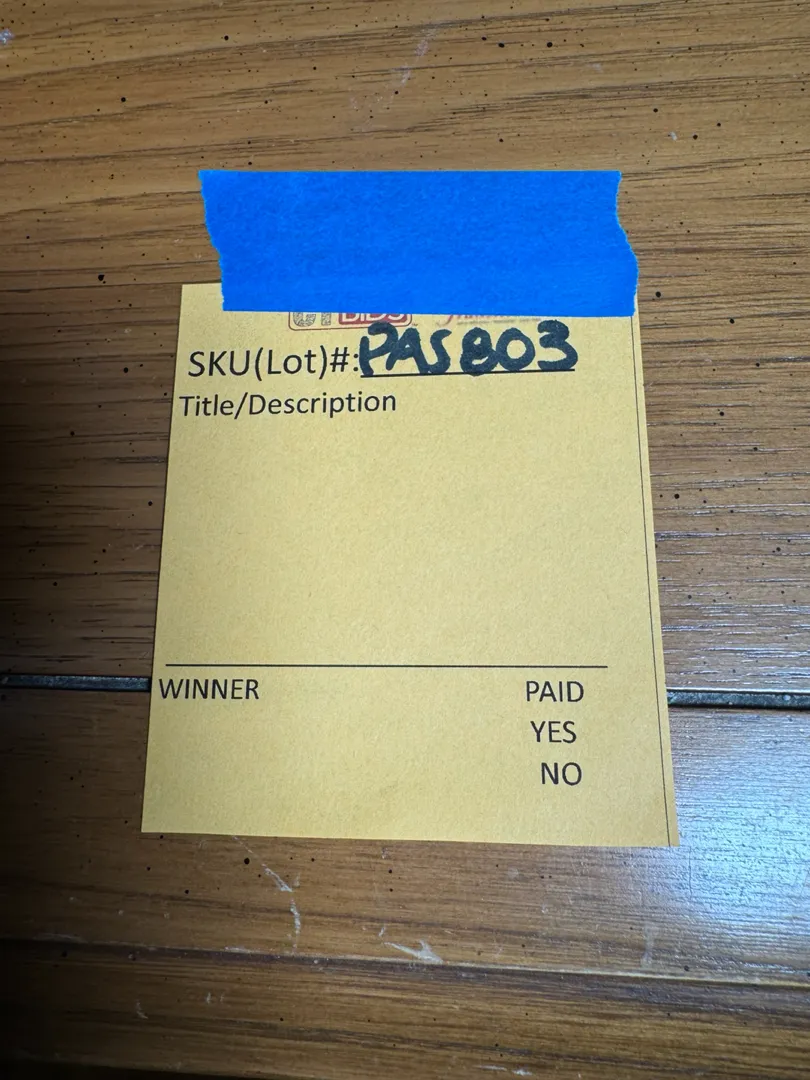 SKU(Lot)#:PAS803
Title/Description
WINNER PAID
YES
NO